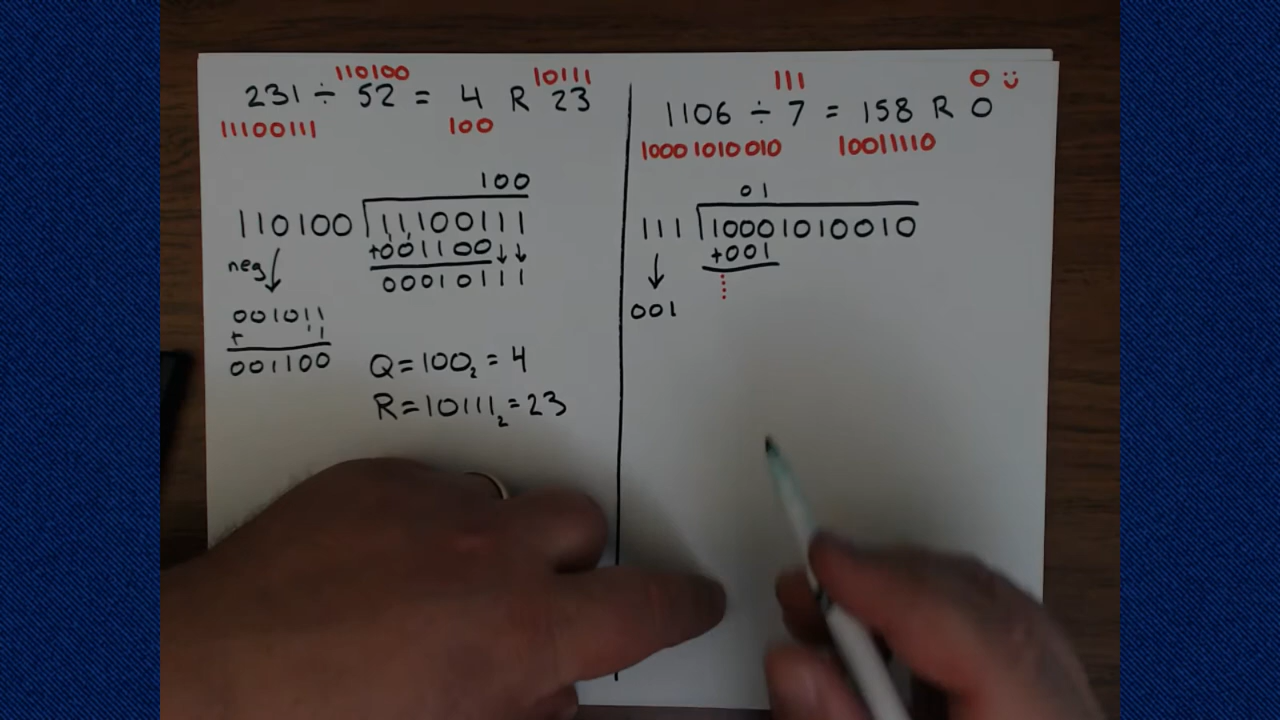 110100 10111
231 ÷ 52 = 4 R 23
11100111 100
100
110100 11100111
+001100
neg
00010111
001011
+ 1
001100
Q=100₂=4
R=10111₂=23
111 0 :)
1106 ÷ 7 = 158 R 0
10001010010 10011110
01
111 10001010010
+001
001